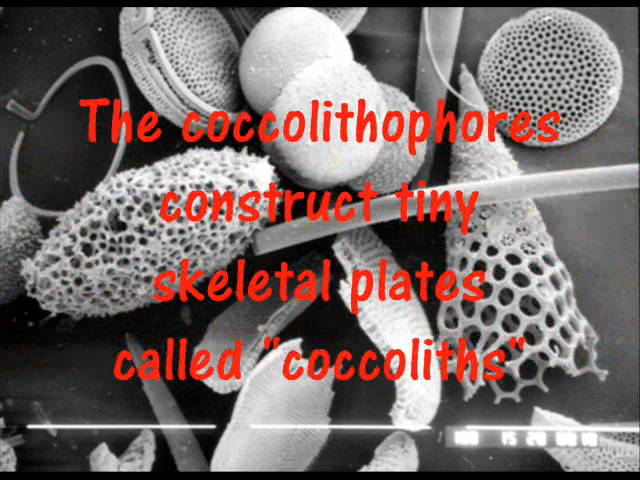 The coccolithophores
construct tiny
skeletal plates
called "coccoliths"